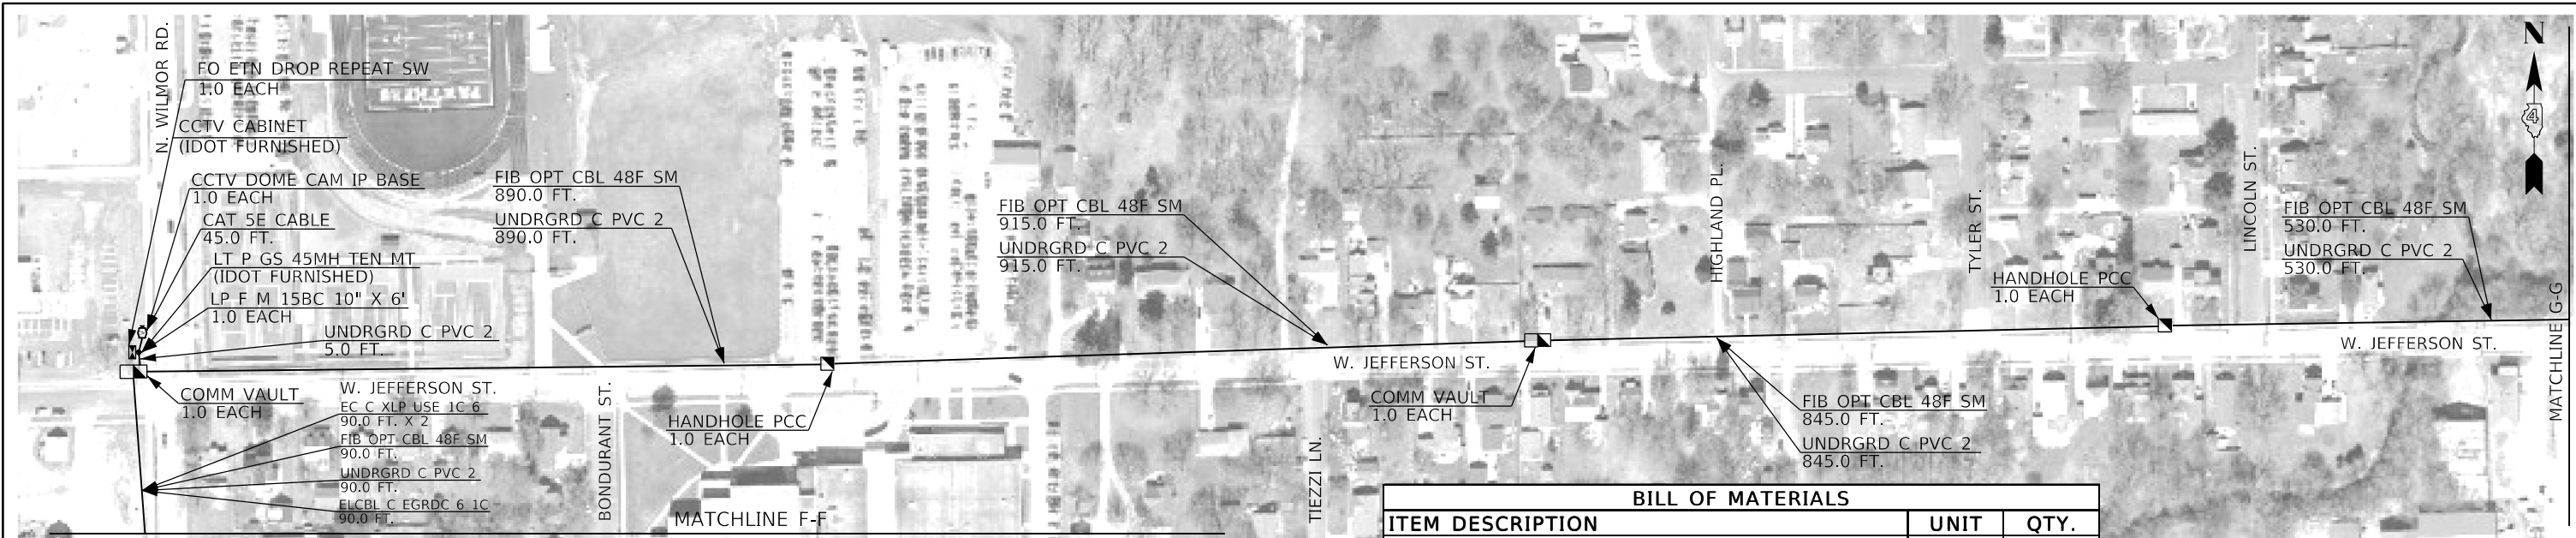 N. WILMOR RD.
FO ETN DROP REPEAT SW
1.0 EACH
CCTV CABINET
(IDOT FURNISHED)
CCTV DOME CAM IP BASE
1.0 EACH
CAT 5E CABLE
45.0 FT.
LT P GS 45MH TEN MT
(IDOT FURNISHED)
LP F M 15BC 10" X 6'
1.0 EACH
UNDRGRD C PVC 2
5.0 FT.
COMM VAULT
1.0 EACH
W. JEFFERSON ST.
EC C XLP USE 1C 6
90.0 FT. X 2
FIB OPT CBL 48F SM
90.0 FT.
UNDRGRD C PVC 2
90.0 FT.
ELCBL C EGRDC 6 1C
90.0 FT.
FIB OPT CBL 48F SM
890.0 FT.
UNDRGRD C PVC 2
890.0 FT.
BONDURANT ST.
HANDHOLE PCC
1.0 EACH
MATCHLINE F-F
PANTHERS
FIB OPT CBL 48F SM
915.0 FT.
UNDRGRD C PVC 2
915.0 FT.
W. JEFFERSON ST.
TIEZZI LN.
COMM VAULT
1.0 EACH
HIGHLAND PL.
FIB OPT CBL 48F SM
845.0 FT.
UNDRGRD C PVC 2
845.0 FT.
TYLER ST.
HANDHOLE PCC
1.0 EACH
LINCOLN ST.
FIB OPT CBL 48F SM
530.0 FT.
UNDRGRD C PVC 2
530.0 FT.
W. JEFFERSON ST.
MATCHLINE G-G
N
4
BILL OF MATERIALS
ITEM DESCRIPTION UNIT QTY.